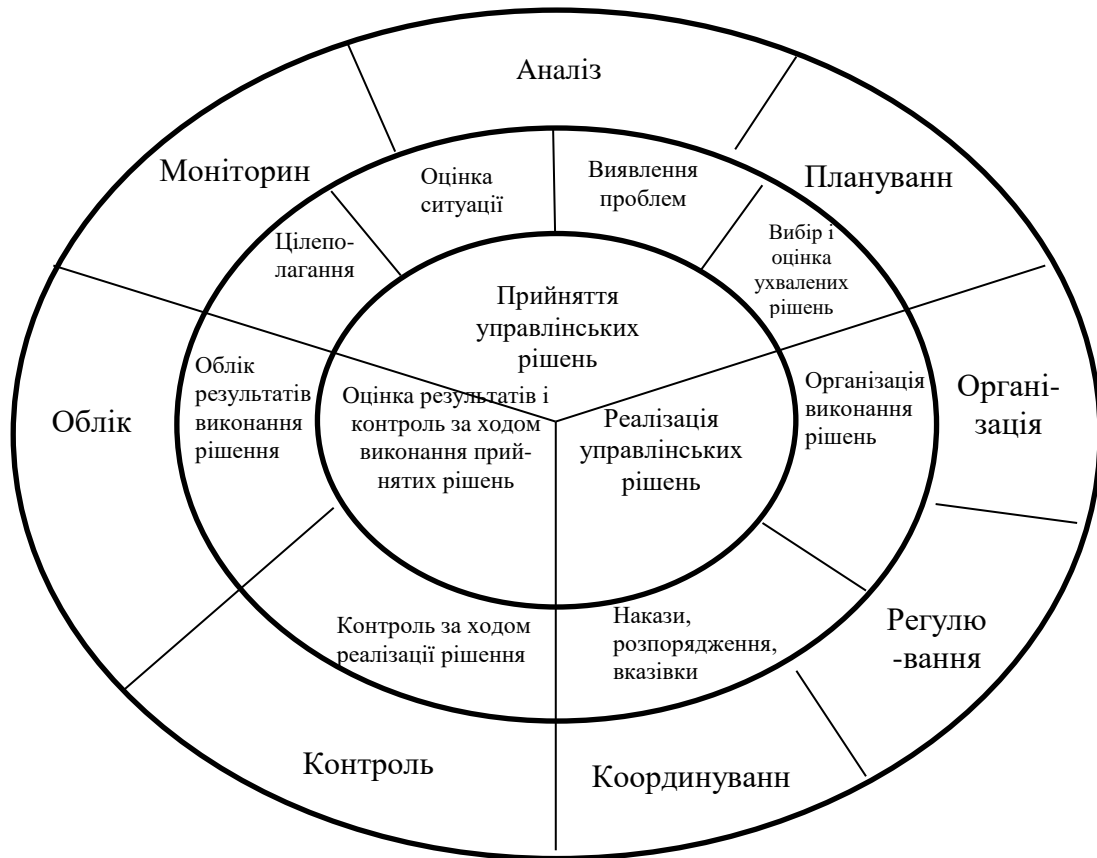 Аналіз
Моніторин
Плануванн
Оцінка
ситуації
Виявлення
проблем
Цілепо-
лагання
Вибір і
оцінка
ухвалених
рішень
Прийняття
управлінських
рішень
Облік
Облік
результатів
виконання
рішення
Оцінка результатів і
контроль за ходом
виконання прий-
нятих рішень
Реалізація
управлінських
рішень
Організація
виконання
рішень
Органі-
зація
Контроль за ходом
реалізації рішення
Накази,
розпорядження,
вказівки
Регулю
-вання
Контроль
Координуванн